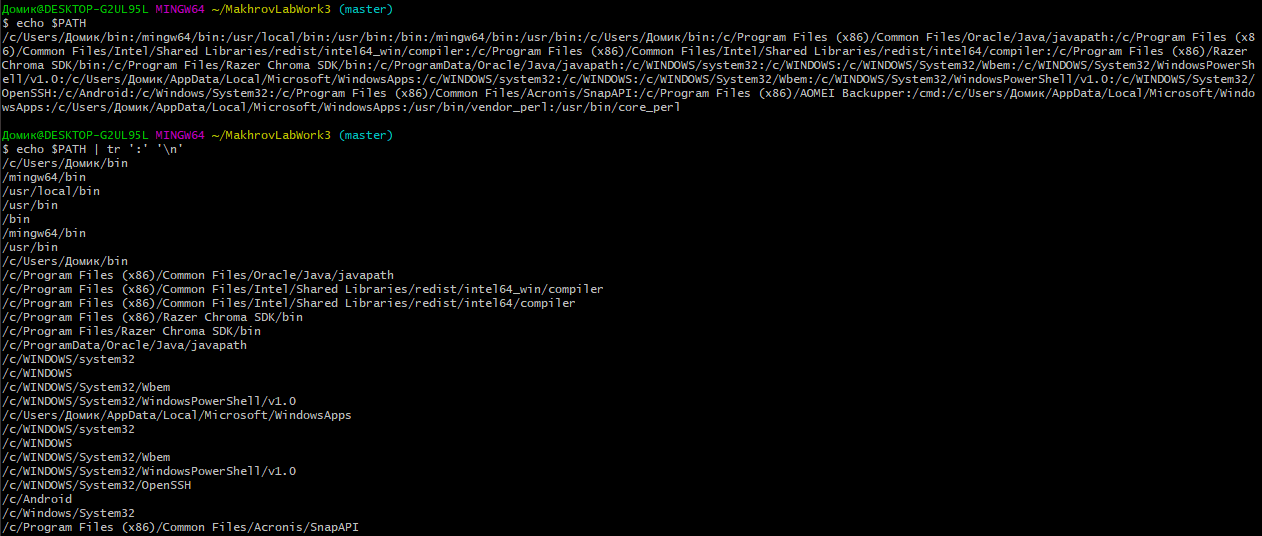 Домик@DESKTOP-G2UL95L MINGW64 ~/MakhrovLabWork3 (master)
$ echo $PATH
/c/Users/Домик/bin:/mingw64/bin:/usr/local/bin:/usr/bin:/bin:/mingw64/bin:/usr/bin:/c/Users/Домик/bin:/c/Program Files (x86)/Common Files/Oracle/Java/javapath:/c/Program Files (x8
6)/Common Files/Intel/Shared Libraries/redist/intel64_win/compiler:/c/Program Files (x86)/Common Files/Intel/Shared Libraries/redist/intel64/compiler:/c/Program Files (x86)/Razer
Chroma SDK/bin:/c/Program Files/Razer Chroma SDK/bin:/c/ProgramData/Oracle/Java/javapath:/c/WINDOWS/system32:/c/WINDOWS:/c/WINDOWS/System32/Wbem:/c/WINDOWS/System32/WindowsPowerSh
ell/v1.0:/c/Users/Домик/AppData/Local/Microsoft/WindowsApps:/c/WINDOWS/system32:/c/WINDOWS:/c/WINDOWS/System32/Wbem:/c/WINDOWS/System32/WindowsPowerShell/v1.0:/c/WINDOWS/System32/
OpenSSH:/c/Android:/c/Windows/System32:/c/Program Files (x86)/Common Files/Acronis/SnapAPI:/c/Program Files (x86)/AOMEI Backupper:/cmd:/c/Users/Домик/AppData/Local/Microsoft/Windo
wsApps:/c/Users/Домик/AppData/Local/Microsoft/WindowsApps:/usr/bin/vendor_perl:/usr/bin/core_perl
Домик@DESKTOP-G2UL95L MINGW64 ~/MakhrovLabWork3 (master)
$ echo $PATH | tr ':' '\n'
/c/Users/Домик/bin
/mingw64/bin
/usr/local/bin
/usr/bin
/bin
/mingw64/bin
/usr/bin
/c/Users/Домик/bin
/c/Program Files (x86)/Common Files/Oracle/Java/javapath
/c/Program Files (x86)/Common Files/Intel/Shared Libraries/redist/intel64_win/compiler
/c/Program Files (x86)/Common Files/Intel/Shared Libraries/redist/intel64/compiler
/c/Program Files (x86)/Razer Chroma SDK/bin
/c/Program Files/Razer Chroma SDK/bin
/c/ProgramData/Oracle/Java/javapath
/c/WINDOWS/system32
/c/WINDOWS
/c/WINDOWS/System32/Wbem
/c/WINDOWS/System32/WindowsPowerShell/v1.0
/c/Users/Домик/AppData/Local/Microsoft/WindowsApps
/c/WINDOWS/system32
/c/WINDOWS
/c/WINDOWS/System32/Wbem
/c/WINDOWS/System32/WindowsPowerShell/v1.0
/c/WINDOWS/System32/OpenSSH
/c/Android
/c/Windows/System32
/c/Program Files (x86)/Common Files/Acronis/SnapAPI